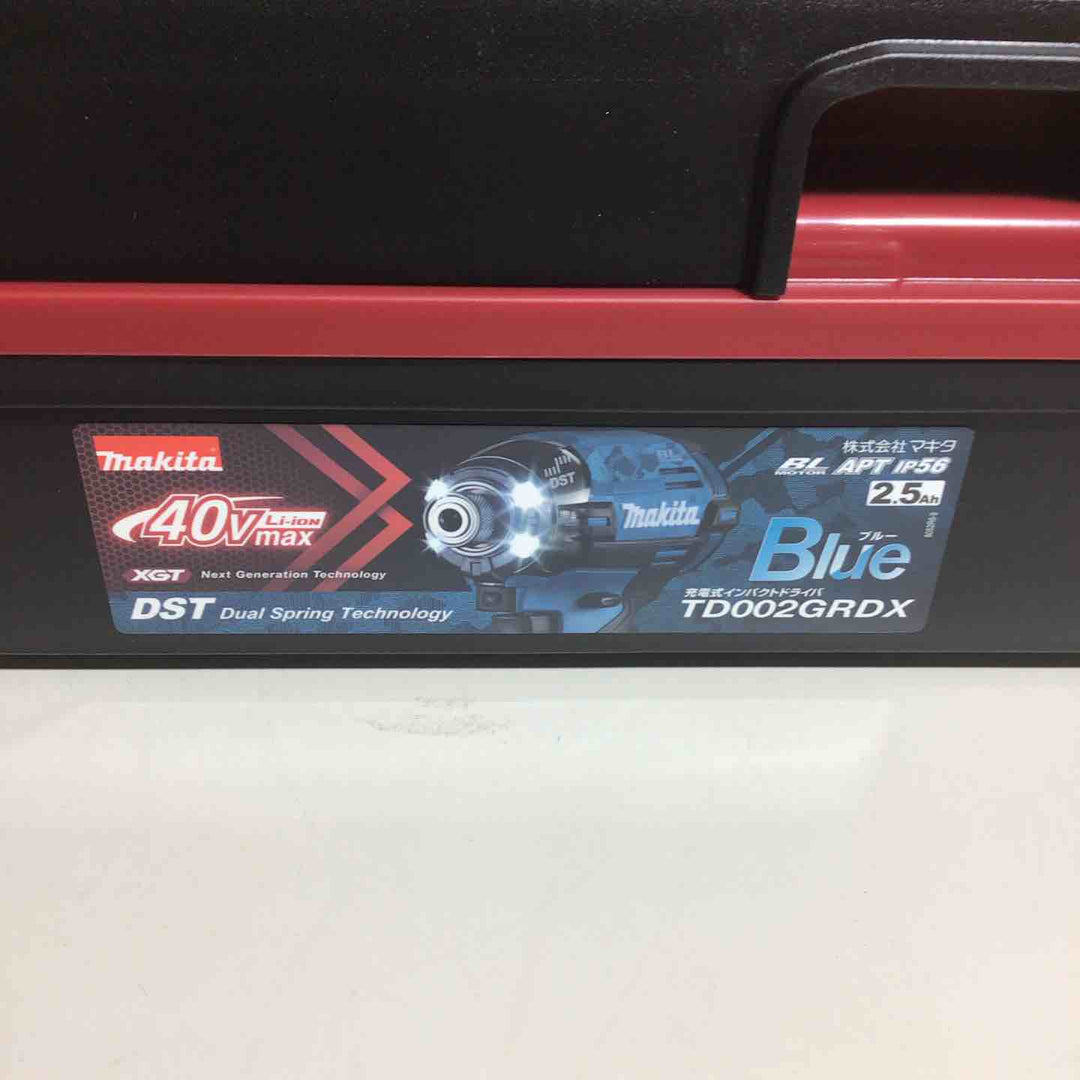 makita
40Vmax Li-ion
XGT Next Generation Technology
DST Dual Spring Technology
DST
BL
makita
株式会社マキタ
BL MOTOR APT IP56
2.5Ah
ブルー
Blue
充電式インパクトドライバ
TD002GRDX